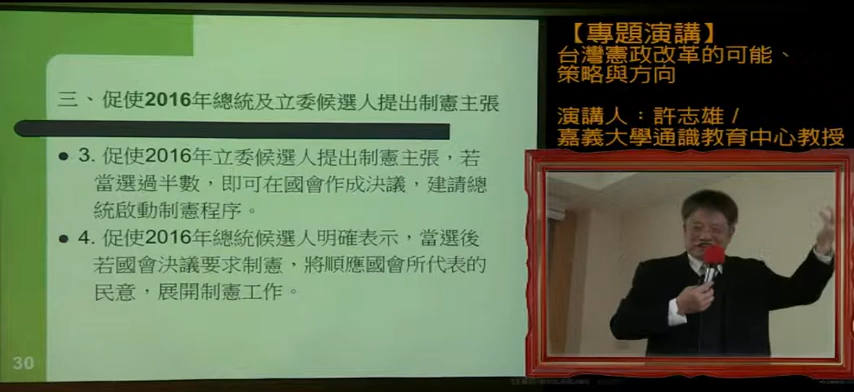 三、促使2016年總統及立委候選人提出制憲主張
3. 促使2016年立委候選人提出制憲主張，若
當選過半數，即可在國會作成決議，建請總
統啟動制憲程序。
4. 促使2016年總統候選人明確表示，當選後
若國會決議要求制憲，將順應國會所代表的
民意，展開制憲工作。
30
【專題演講】
台灣憲政改革的可能、
策略與方向
演講人：許志雄 /
嘉義大學通識教育中心教授